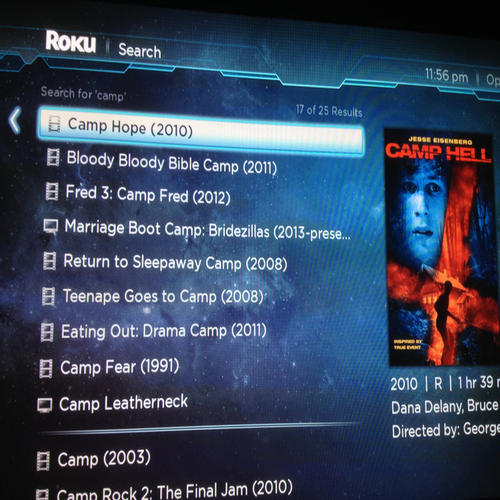 Roku | Search
11:56 pm | Op
Search for 'camp'
17 of 25 Results
Camp Hope (2010)
Bloody Bloody Bible Camp (2011)
Fred 3: Camp Fred (2012)
Marriage Boot Camp: Bridezillas (2013-prese...
Return to Sleepaway Camp (2008)
Teenape Goes to Camp (2008)
Eating Out: Drama Camp (2011)
Camp Fear (1991)
Camp Leatherneck
Camp (2003)
Camp Rock 2: The Final Jam (2010)
JESSE EISENBERG
CAMP HELL
INSPIRED BY
TRUE EVENT
2010 | R | 1 hr 39
Dana Delany, Bruce
Directed by: George